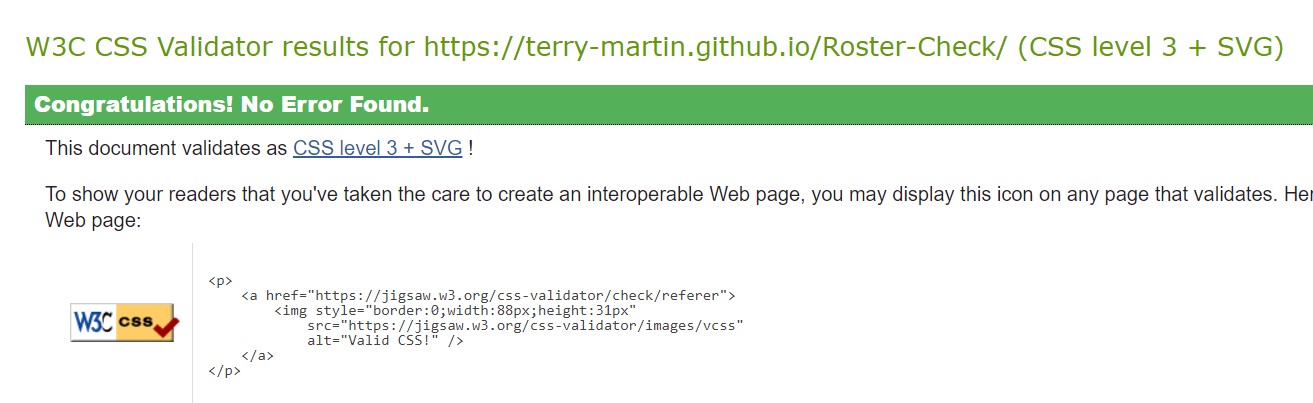 W3C CSS Validator results for https://terry-martin.github.io/Roster-Check/ (CSS level 3 + SVG)
Congratulations! No Error Found.
This document validates as CSS level 3 + SVG !
To show your readers that you've taken the care to create an interoperable Web page, you may display this icon on any page that validates. Her
Web page:
<p>
<a href="https://jigsaw.w3.org/css-validator/check/referer">
<img style="border:0;width:88px;height:31px"
src="https://jigsaw.w3.org/css-validator/images/vcss"
alt="Valid CSS!" />
</a>
</p>
W3C css